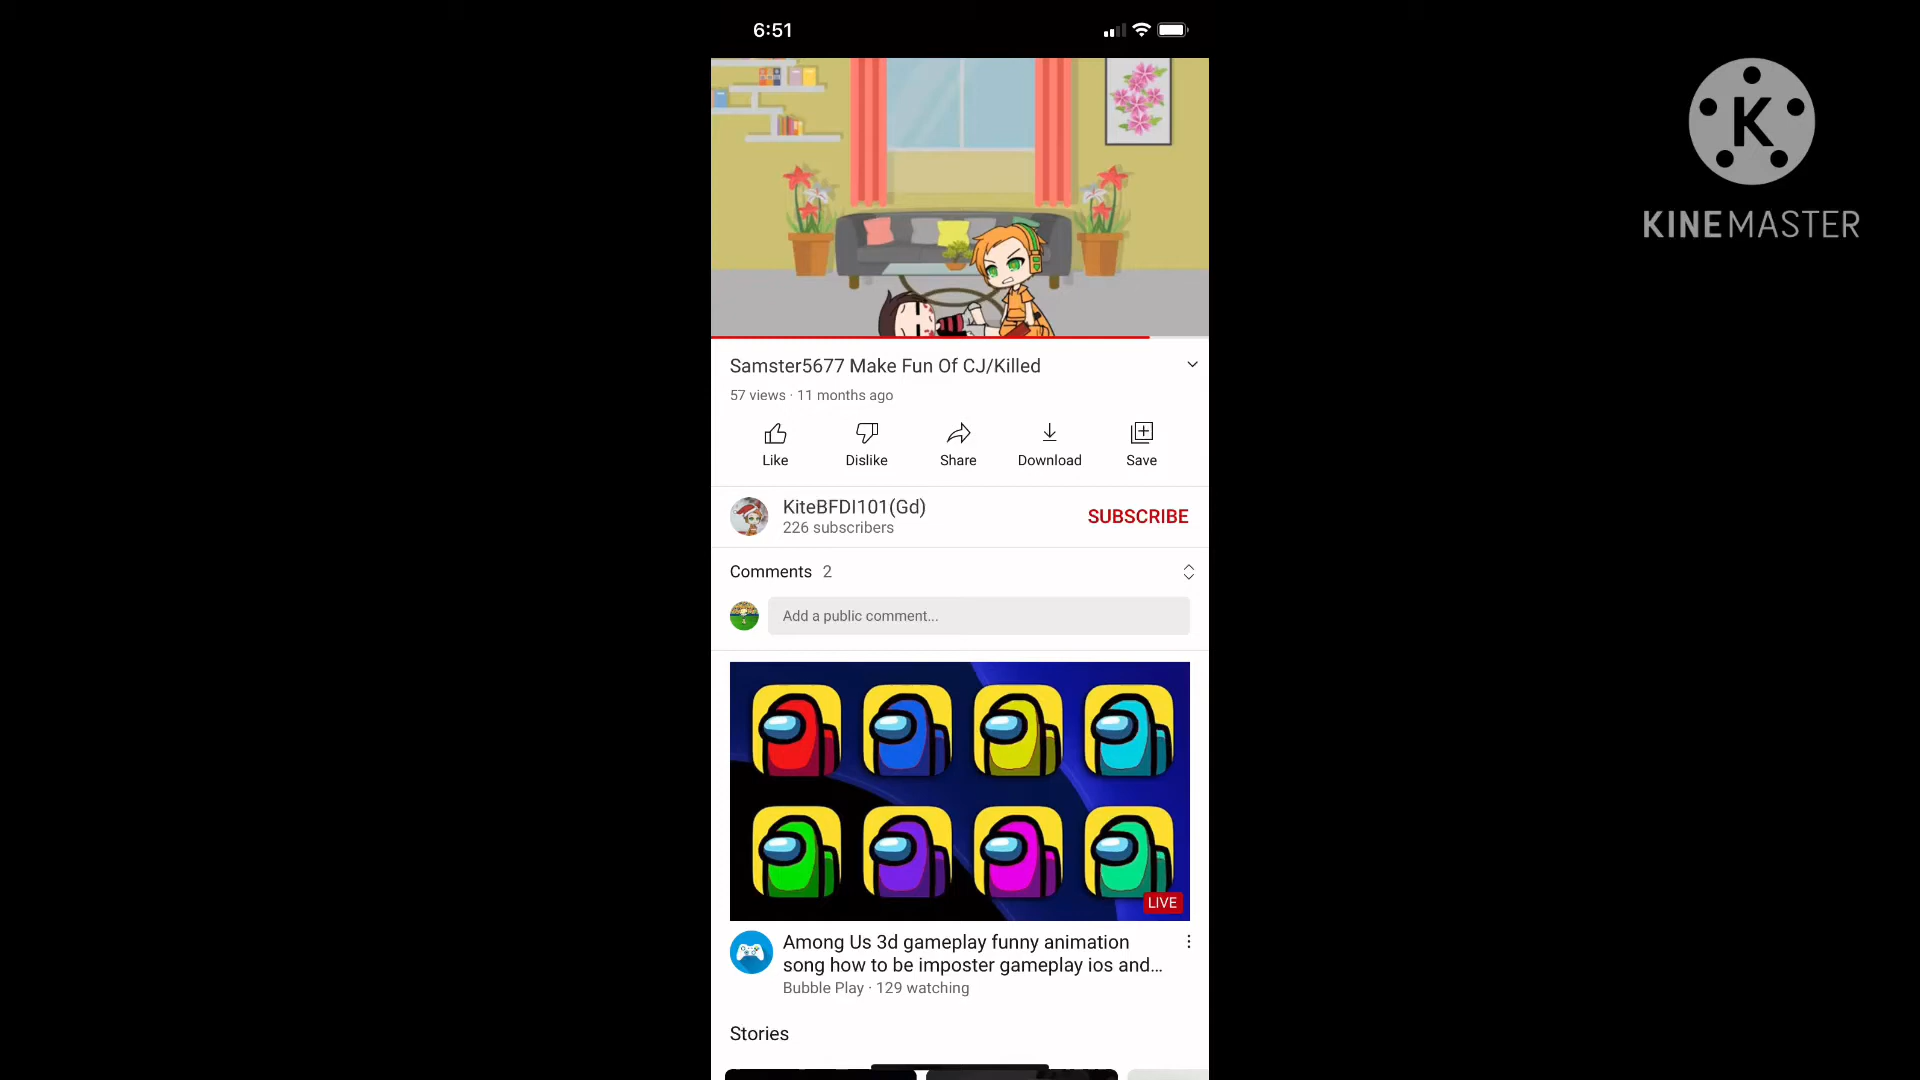 6:51
K
KINEMASTER
Samster5677 Make Fun Of CJ/Killed
57 views · 11 months ago
Like
Dislike
Share
Download
Save
KiteBFDI101(Gd)
226 subscribers
SUBSCRIBE
Comments 2
Add a public comment...
LIVE
Among Us 3d gameplay funny animation
song how to be imposter gameplay ios and...
Bubble Play · 129 watching
Stories